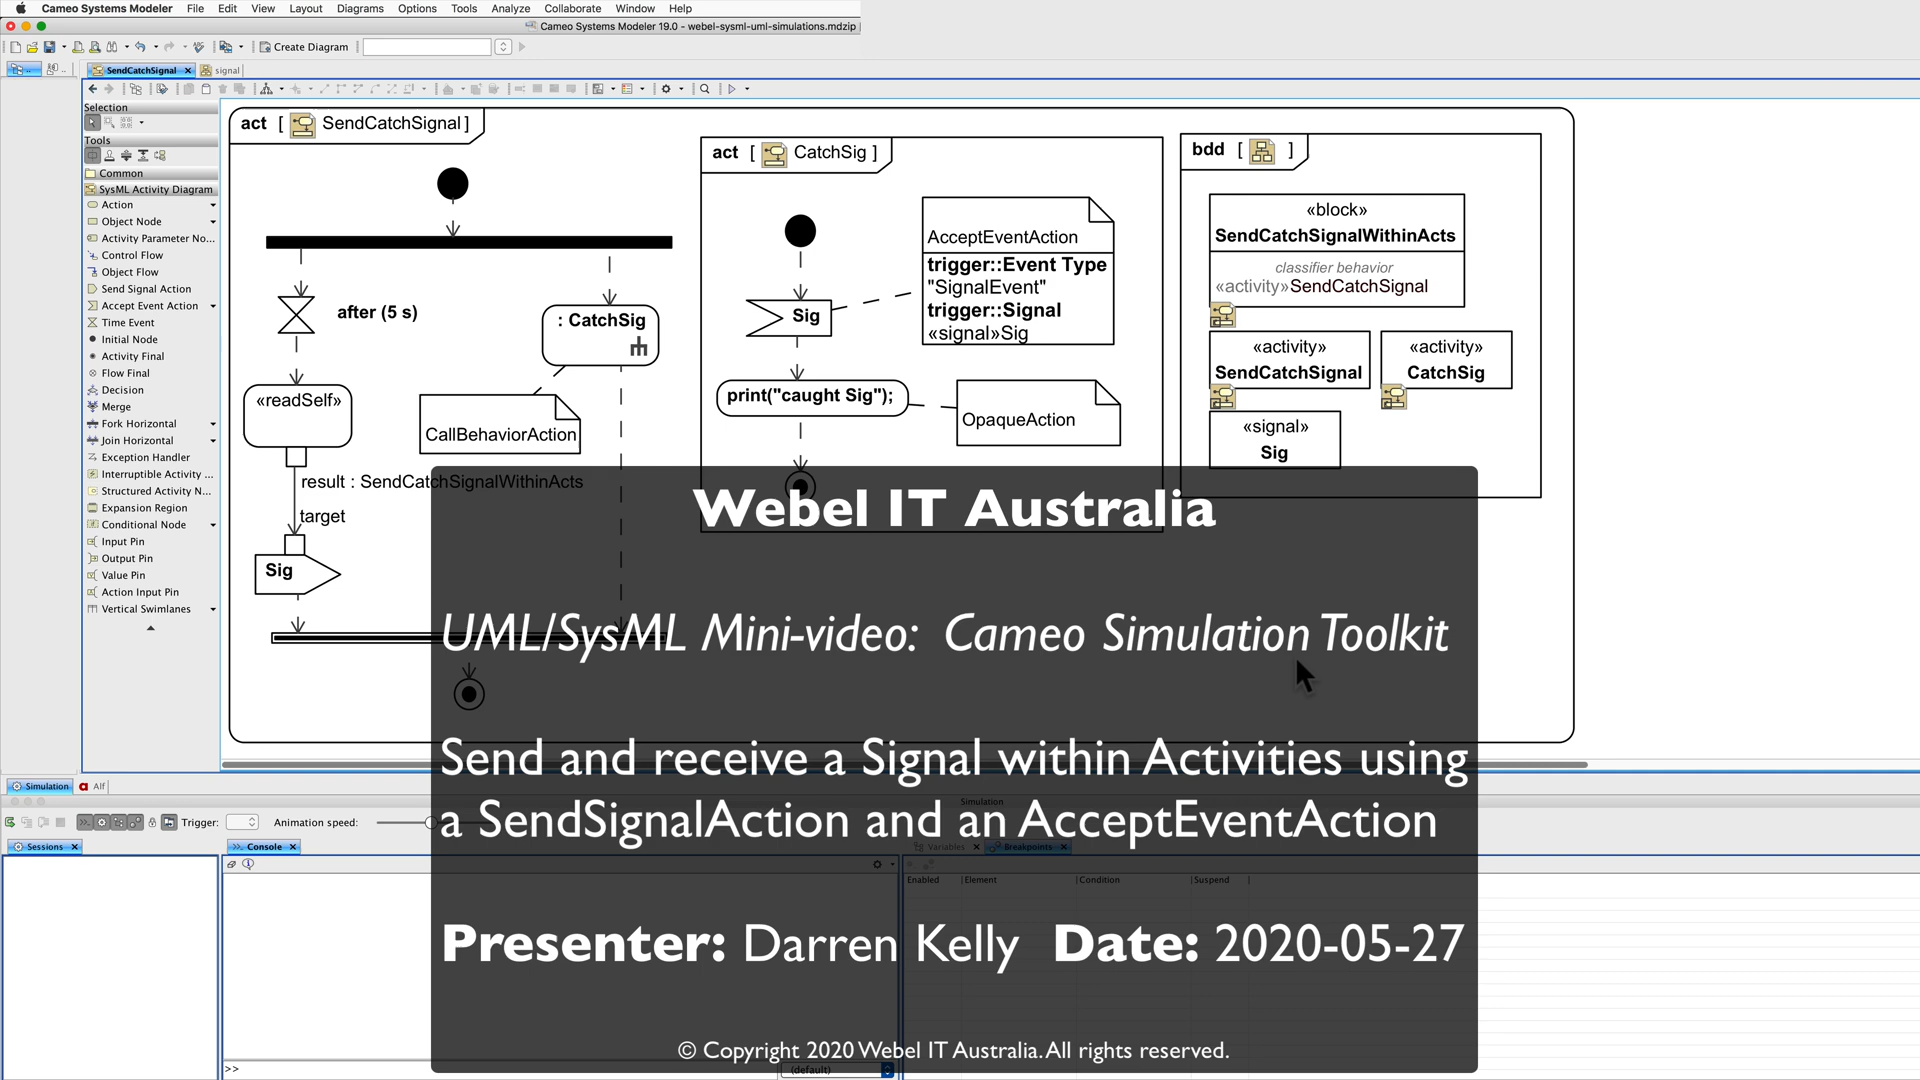 Cameo Systems Modeler File Edit View Layout Diagrams Options Tools Analyze Collaborate Window Help
Cameo Systems Modeler 19.0 - webel-sysml-uml-simulations.mdzip
Create Diagram
SendCatchSignal
signal
Selection
Tools
Common
SysML Activity Diagram
Action
Object Node
Activity Parameter No...
Control Flow
Object Flow
Send Signal Action
Accept Event Action
Time Event
Initial Node
Activity Final
Flow Final
Decision
Merge
Fork Horizontal
Join Horizontal
Exception Handler
Interruptible Activity ...
Structured Activity N...
Expansion Region
Conditional Node
Input Pin
Output Pin
Value Pin
Action Input Pin
Vertical Swimlanes
act [ SendCatchSignal ]
after (5 s)
: CatchSig
«readSelf»
CallBehaviorAction
result : SendCatchSignalWithinActs
target
Sig
act [ CatchSig ]
Sig
AcceptEventAction
trigger::Event Type
"SignalEvent"
trigger::Signal
«signal»Sig
print("caught Sig");
OpaqueAction
bdd [ ]
«block»
SendCatchSignalWithinActs
classifier behavior
«activity»SendCatchSignal
«activity»
SendCatchSignal
«activity»
CatchSig
«signal»
Sig
Webel IT Australia
UML/SysML Mini-video: Cameo Simulation Toolkit
Send and receive a Signal within Activities using
a SendSignalAction and an AcceptEventAction
Presenter: Darren Kelly Date: 2020-05-27
© Copyright 2020 Webel IT Australia. All rights reserved.
Simulation
Alf
Simulation
Trigger:
Animation speed:
Sessions
Console
Variables
Breakpoints
Enabled Element Condition Suspend
>>
(default)